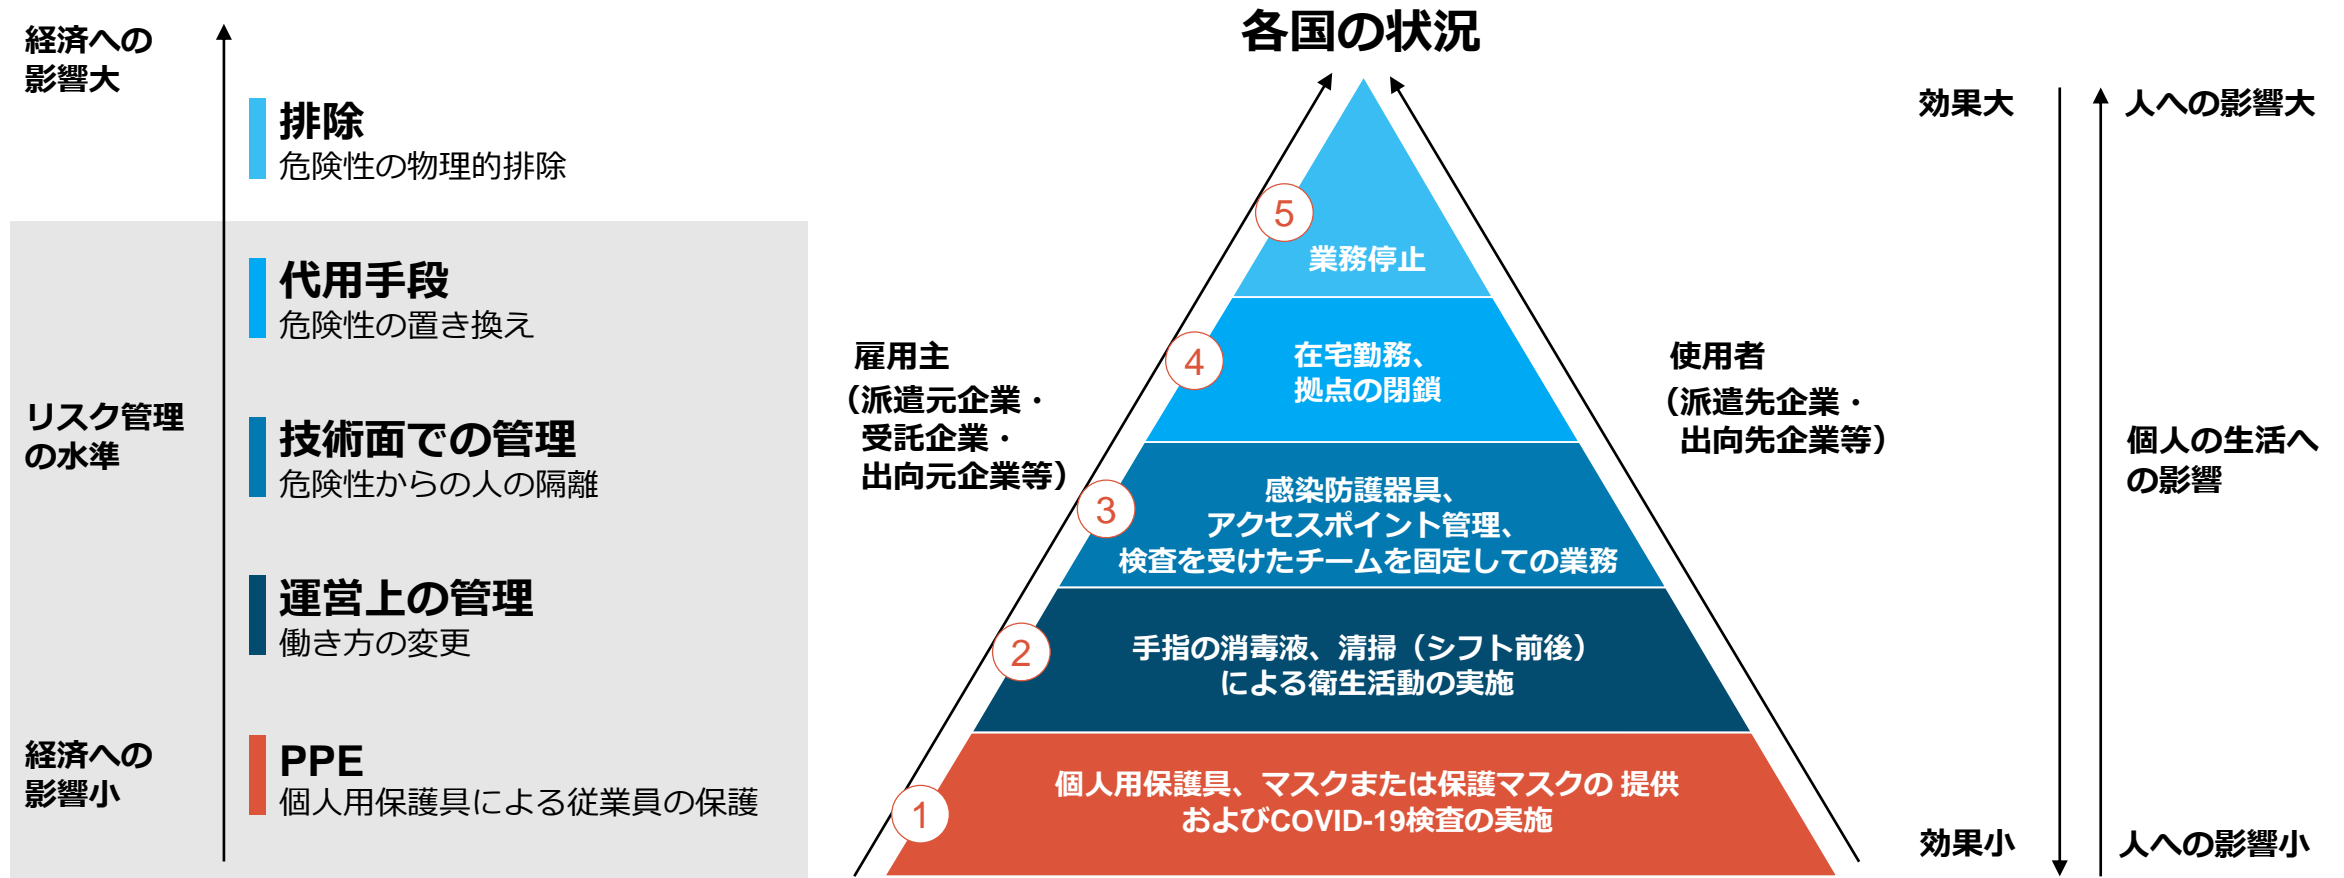 各国の状況
経済への
影響大
排除
危険性の物理的排除
代用手段
危険性の置き換え
リスク管理
の水準
技術面での管理
危険性からの人の隔離
運営上の管理
働き方の変更
経済への
影響小
PPE
個人用保護具による従業員の保護
雇用主
（派遣元企業・
受託企業・
出向元企業等）
5
業務停止
4
在宅勤務、
拠点の閉鎖
3
感染防護器具、
アクセスポイント管理、
検査を受けたチームを固定しての業務
2
手指の消毒液、清掃（シフト前後）
による衛生活動の実施
1
個人用保護具、マスクまたは保護マスクの 提供
およびCOVID-19検査の実施
使用者
（派遣先企業・
出向先企業等）
効果大
効果小
人への影響大
個人の生活へ
の影響
人への影響小